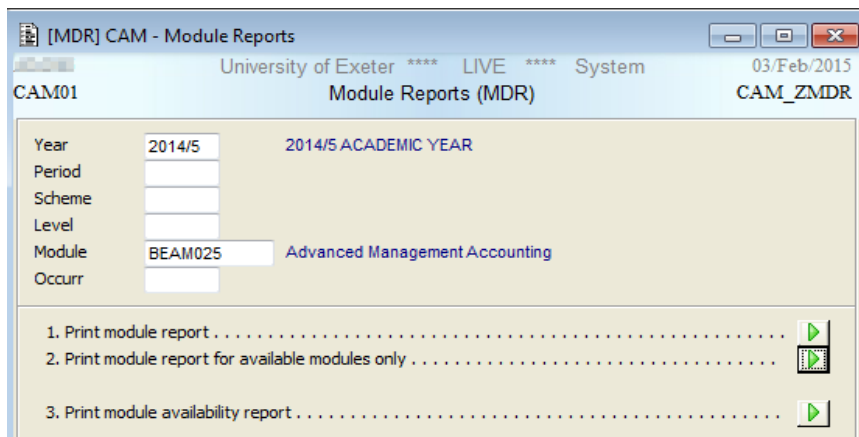 [MDR] CAM - Module Reports
University of Exeter **** LIVE **** System 03/Feb/2015
CAM01 Module Reports (MDR) CAM_ZMDR
Year 2014/5 2014/5 ACADEMIC YEAR
Period
Scheme
Level
Module BEAM025 Advanced Management Accounting
Occurr
1. Print module report . . . . . . . . . . . . . . . . . . . . . . . . . . . . . . . . . . . . . . . . . . . .
2. Print module report for available modules only . . . . . . . . . . . . . . . . . . . . . . . . . . . .
3. Print module availability report . . . . . . . . . . . . . . . . . . . . . . . . . . . . . . . . . . . . . .